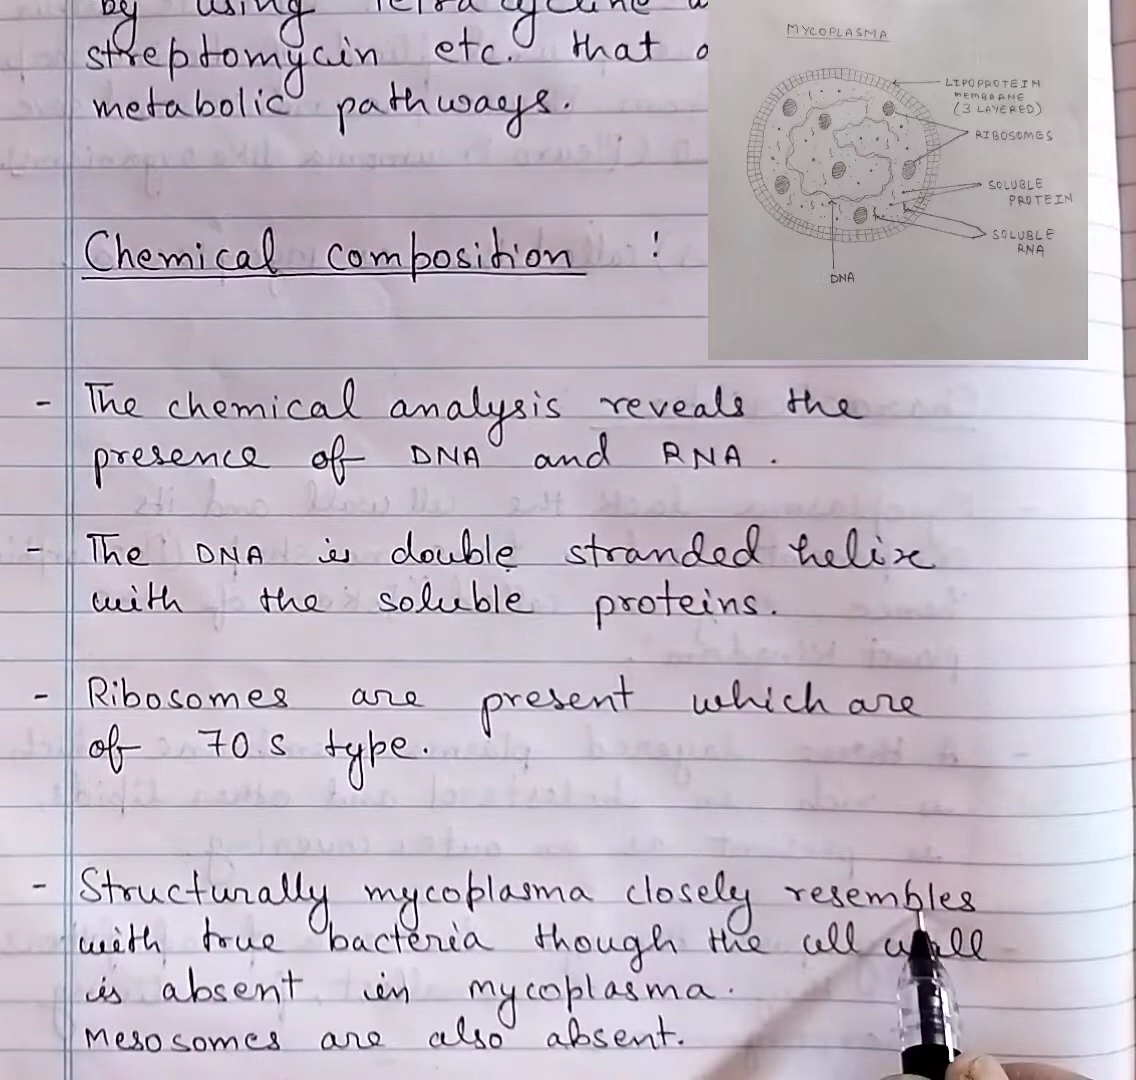 by using Tetracycline
streptomycin etc. that
metabolic pathways.
Chemical composition :
- The chemical analysis reveals the
presence of DNA and RNA .
- The DNA is double stranded helix
with the soluble proteins.
- Ribosomes are present which are
of 70.s type.
- Structurally mycoplasma closely resembles
with true bacteria though the cell wall
is absent in mycoplasma.
Mesosomes are also absent.
MYCOPLASMA
LIPOPROTEIN
MEMBRANE
(3 LAYERED)
RIBOSOMES
SOLUBLE
PROTEIN
SOLUBLE
RNA
DNA